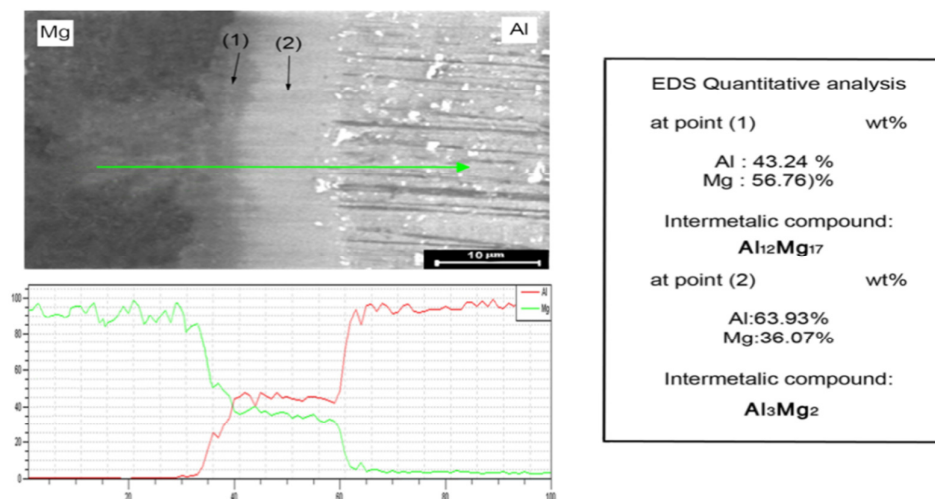 Mg
(1)
(2)
Al
10 µm
Al
Mg
100
80
60
40
20
0
20
40
60
80
100
EDS Quantitative analysis
at point (1) wt%
Al : 43.24 %
Mg : 56.76)%
Intermetalic compound:
Al₁₂Mg₁₇
at point (2) wt%
Al:63.93%
Mg:36.07%
Intermetalic compound:
Al₃Mg₂